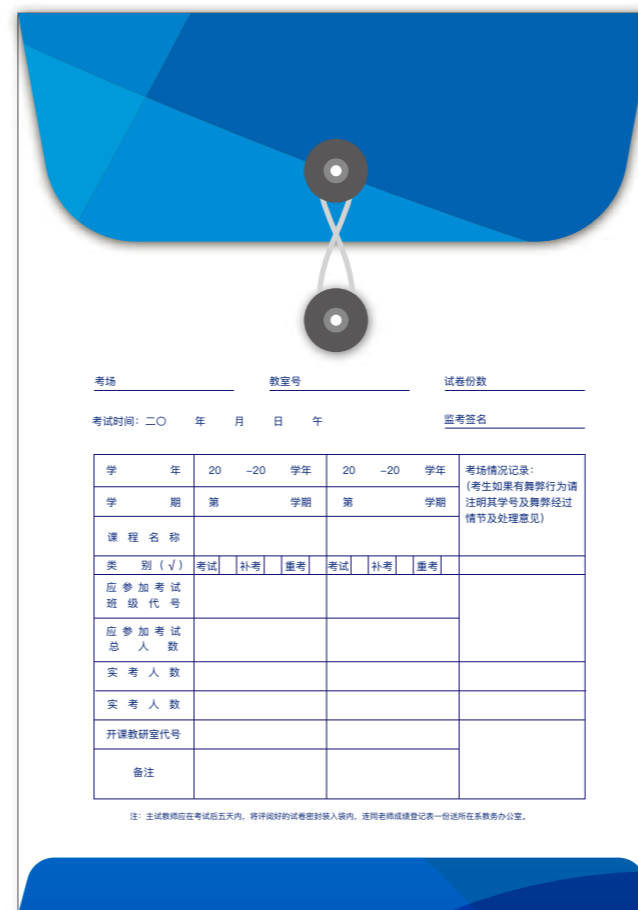 考场 教室号 试卷份数
考试时间：二〇 年 月 日 午 监考签名
学 年 20 -20 学年 20 -20 学年 考场情况记录：
（考生如果有舞弊行为请
学 期 第 学期 第 学期 注明其学号及舞弊经过
情节及处理意见）
课 程 名 称
类 别（√） 考试 补考 重考 考试 补考 重考
应 参 加 考 试
班 级 代 号
应 参 加 考 试
总 人 数
实 考 人 数
实 考 人 数
开课教研室代号
备注
注：主试教师应在考试后五天内，将评阅好的试卷密封装入袋内，连同老师成绩登记表一份送所在系教务办公室。